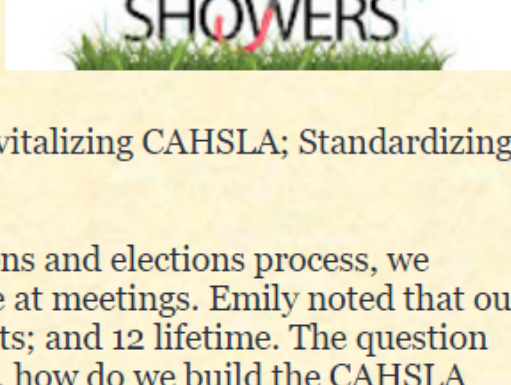 SHOWERS
vitalizing CAHSLA; Standardizing
ns and elections process, we
e at meetings. Emily noted that ou
ts; and 12 lifetime. The question
how do we build the CAHSLA